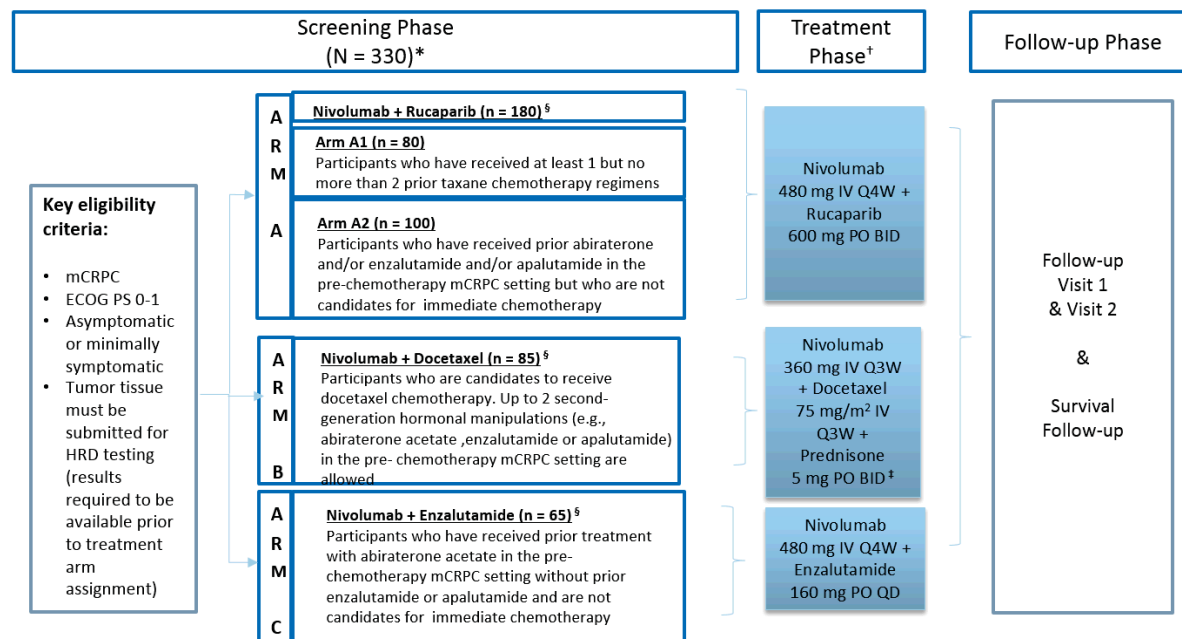 Screening Phase
(N = 330)*
Treatment
Phase†
Follow-up Phase
Key eligibility
criteria:
• mCRPC
• ECOG PS 0-1
• Asymptomatic
or minimally
symptomatic
• Tumor tissue
must be
submitted for
HRD testing
(results
required to be
available prior
to treatment
arm
assignment)
A
R
M
A
Nivolumab + Rucaparib (n = 180)§
Arm A1 (n = 80)
Participants who have received at least 1 but no
more than 2 prior taxane chemotherapy regimens
Arm A2 (n = 100)
Participants who have received prior abiraterone
and/or enzalutamide and/or apalutamide in the
pre-chemotherapy mCRPC setting but who are not
candidates for immediate chemotherapy
A
R
M
B
Nivolumab + Docetaxel (n = 85)§
Participants who are candidates to receive
docetaxel chemotherapy. Up to 2 second-
generation hormonal manipulations (e.g.,
abiraterone acetate ,enzalutamide or apalutamide)
in the pre- chemotherapy mCRPC setting are
allowed
A
R
M
C
Nivolumab + Enzalutamide (n = 65)§
Participants who have received prior treatment
with abiraterone acetate in the pre-
chemotherapy mCRPC setting without prior
enzalutamide or apalutamide and are not
candidates for immediate chemotherapy
Nivolumab
480 mg IV Q4W +
Rucaparib
600 mg PO BID
Nivolumab
360 mg IV Q3W
+ Docetaxel
75 mg/m² IV
Q3W +
Prednisone
5 mg PO BID‡
Nivolumab
480 mg IV Q4W +
Enzalutamide
160 mg PO QD
Follow-up
Visit 1
& Visit 2
&
Survival
Follow-up